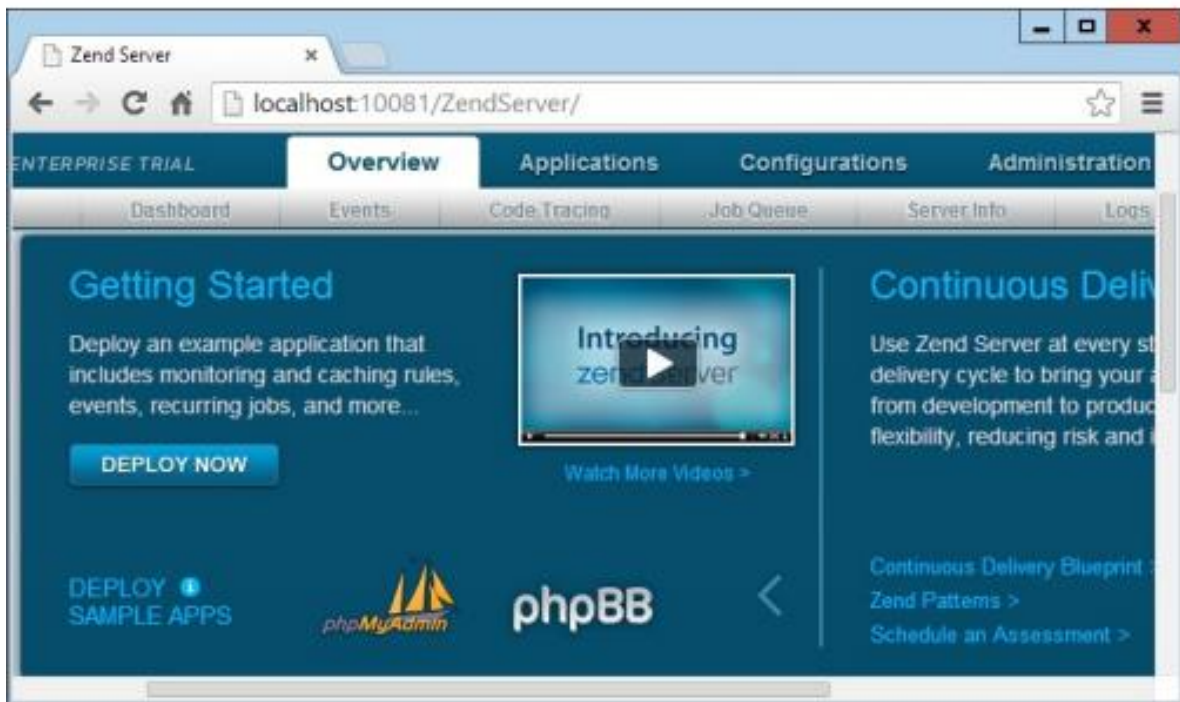 Zend Server
localhost:10081/ZendServer/
ENTERPRISE TRIAL
Overview
Applications
Configurations
Administration
Dashboard
Events
Code Tracing
Job Queue
Server Info
Logs
Getting Started
Deploy an example application that
includes monitoring and caching rules,
events, recurring jobs, and more...
DEPLOY NOW
Introducing
zend server
Watch More Videos >
DEPLOY
SAMPLE APPS
phpMyAdmin
phpBB
Continuous Deliv
Use Zend Server at every st
delivery cycle to bring your a
from development to produc
flexibility, reducing risk and i
Continuous Delivery Blueprint >
Zend Patterns >
Schedule an Assessment >